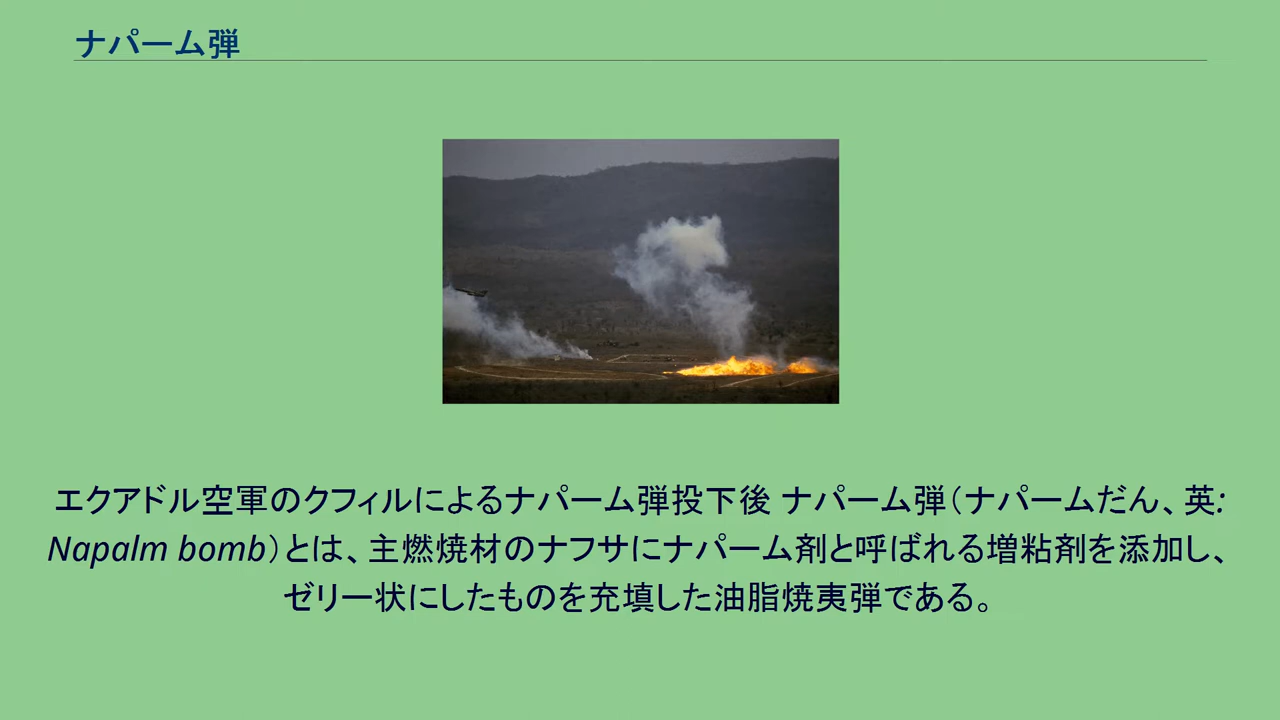 ナパーム弾
エクアドル空軍のクフィルによるナパーム弾投下後 ナパーム弾（ナパームだん、英:
Napalm bomb）とは、主燃焼材のナフサにナパーム剤と呼ばれる増粘剤を添加し、
ゼリー状にしたものを充填した油脂焼夷弾である。